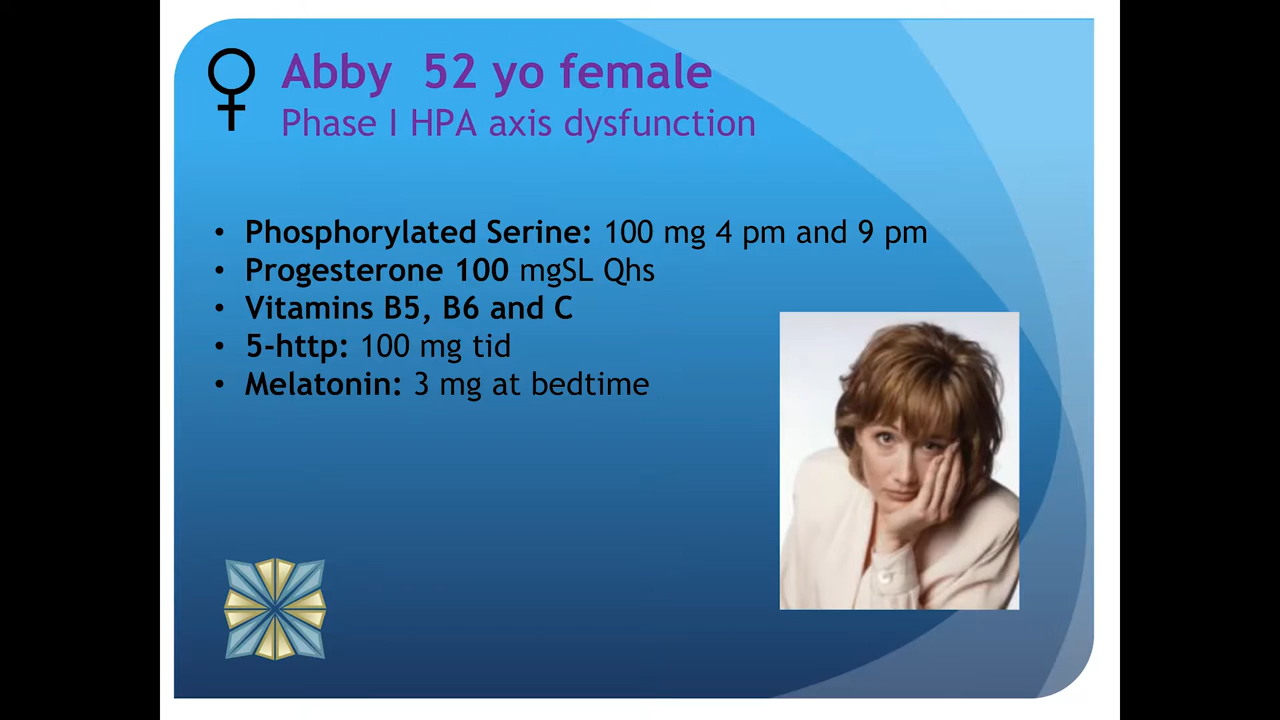 Abby 52 yo female
Phase I HPA axis dysfunction
• Phosphorylated Serine: 100 mg 4 pm and 9 pm
• Progesterone 100 mgSL Qhs
• Vitamins B5, B6 and C
• 5-http: 100 mg tid
• Melatonin: 3 mg at bedtime